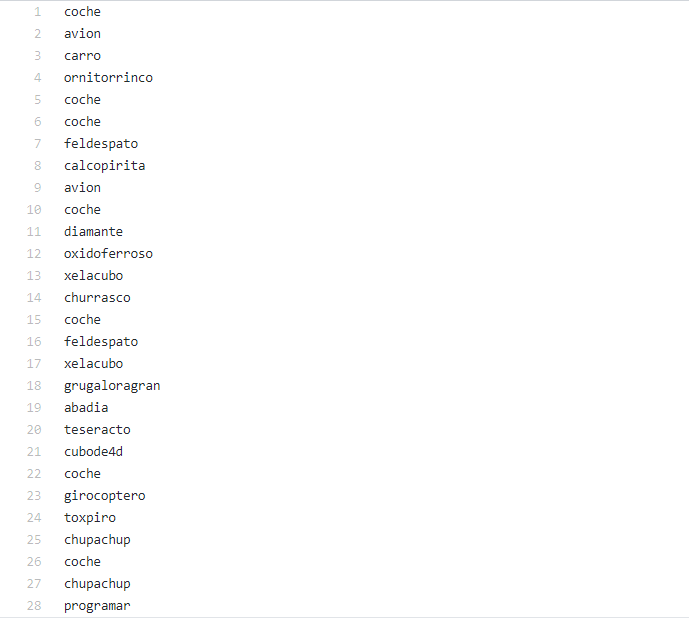 1 coche
2 avion
3 carro
4 ornitorrinco
5 coche
6 coche
7 feldespato
8 calcopirita
9 avion
10 coche
11 diamante
12 oxidoferroso
13 xelacubo
14 churrasco
15 coche
16 feldespato
17 xelacubo
18 grugaloragran
19 abadia
20 teseracto
21 cubode4d
22 coche
23 girocoptero
24 toxpiro
25 chupachup
26 coche
27 chupachup
28 programar